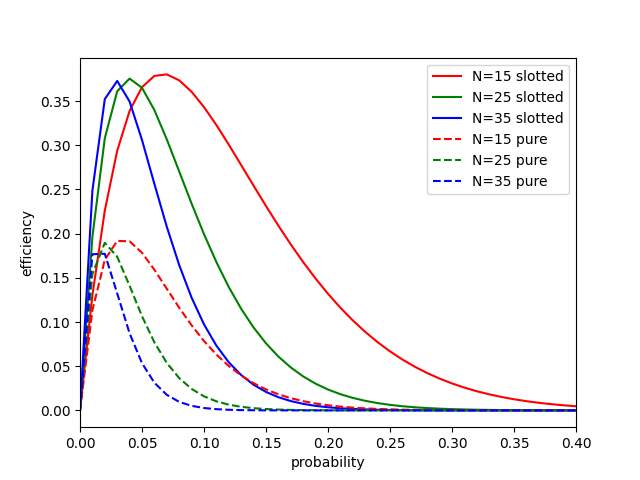 N=15 slotted
N=25 slotted
N=35 slotted
N=15 pure
N=25 pure
N=35 pure
efficiency
0.35
0.30
0.25
0.20
0.15
0.10
0.05
0.00
0.00 0.05 0.10 0.15 0.20 0.25 0.30 0.35 0.40
probability